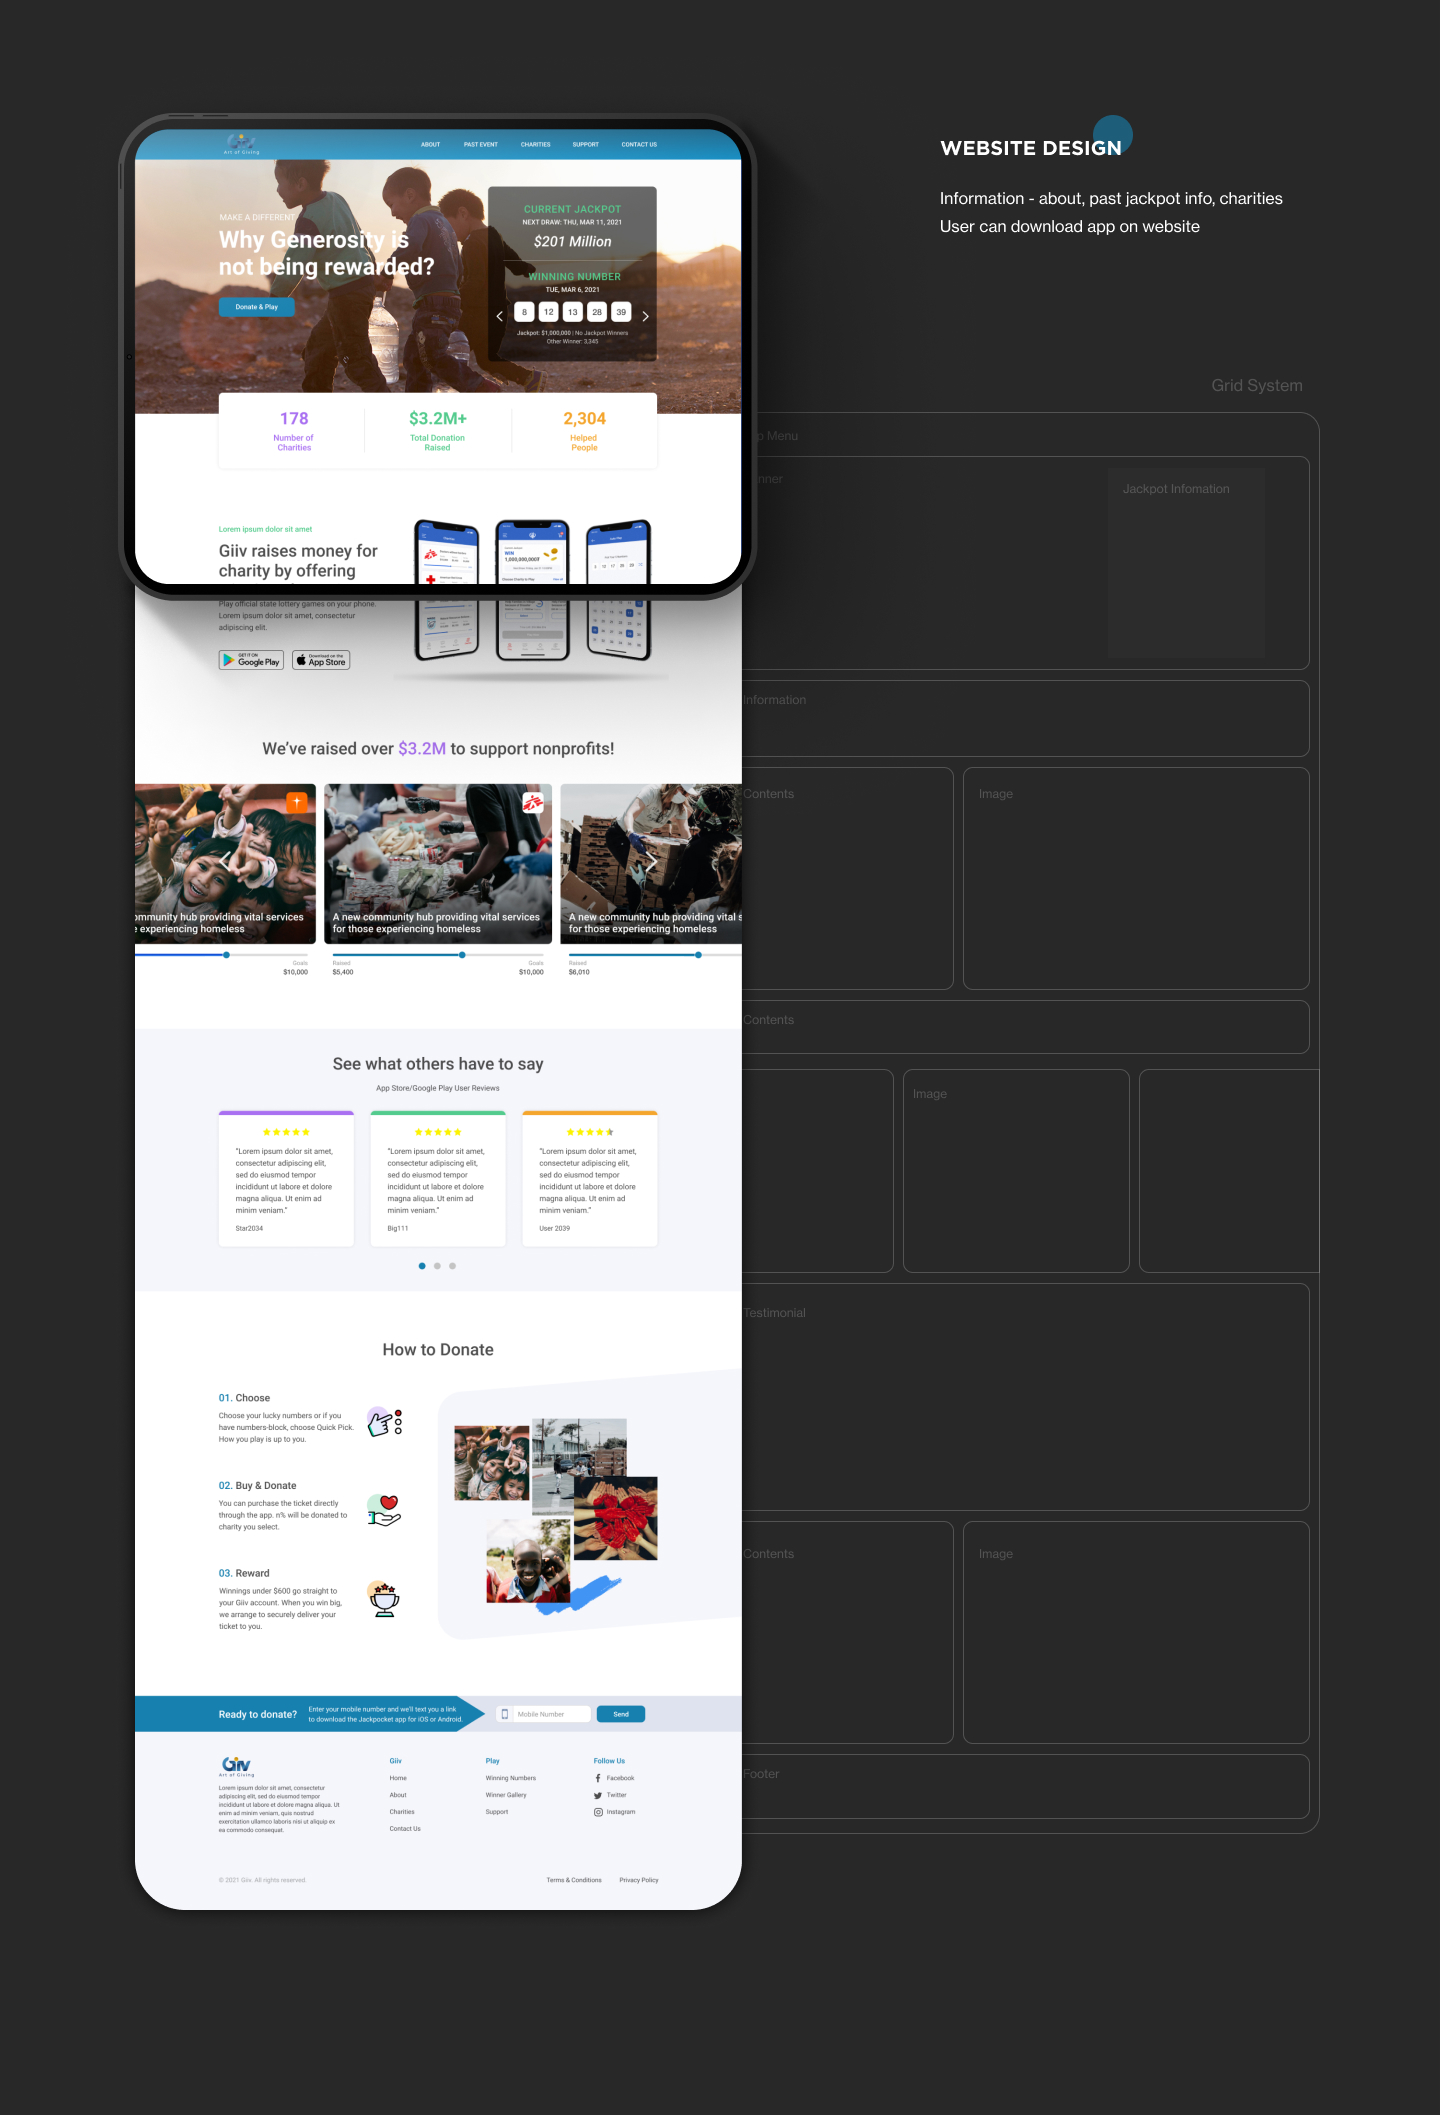 WEBSITE DESIGN
Information - about, past jackpot info, charities
User can download app on website
Giiv
Art of Giving
ABOUT
PAST EVENT
CHARITIES
SUPPORT
CONTACT US
MAKE A DIFFERENT
Why Generosity is
not being rewarded?
Donate & Play
CURRENT JACKPOT
NEXT DRAW: THU, MAR 11, 2021
$201 Million
WINNING NUMBER
TUE, MAR 6, 2021
8 12 13 28 39
Jackpot: $1,000,000 | No Jackpot Winners
Other Winner: 3,345
178
Number of
Charities
$3.2M+
Total Donation
Raised
2,304
Helped
People
Lorem ipsum dolor sit amet
Giiv raises money for
charity by offering
Play official state lottery games on your phone.
Lorem ipsum dolor sit amet, consectetur
adipiscing elit.
GET IT ON
Google Play
Download on the
App Store
WIN
We've raised over $3.2M to support nonprofits!
ommunity hub providing vital services
e experiencing homeless
Goals
$10,000
A new community hub providing vital services
for those experiencing homeless
Raised
$5,400
Goals
$10,000
A new community hub providing vital s
for those experiencing homeless
Raised
$6,010
See what others have to say
App Store/Google Play User Reviews
"Lorem ipsum dolor sit amet,
consectetur adipiscing elit,
sed do eiusmod tempor
incididunt ut labore et dolore
magna aliqua. Ut enim ad
minim veniam."
Star2034
"Lorem ipsum dolor sit amet,
consectetur adipiscing elit,
sed do eiusmod tempor
incididunt ut labore et dolore
magna aliqua. Ut enim ad
minim veniam."
Big111
"Lorem ipsum dolor sit amet,
consectetur adipiscing elit,
sed do eiusmod tempor
incididunt ut labore et dolore
magna aliqua. Ut enim ad
minim veniam."
User 2039
How to Donate
01. Choose
Choose your lucky numbers or if you
have numbers-block, choose Quick Pick.
How you play is up to you.
02. Buy & Donate
You can purchase the ticket directly
through the app. n% will be donated to
charity you select.
03. Reward
Winnings under $600 go straight to
your Giiv account. When you win big,
we arrange to securely deliver your
ticket to you.
Ready to donate?
Enter your mobile number and we'll text you a link
to download the Jackpocket app for iOS or Android.
Mobile Number
Send
Giiv
Art of Giving
Lorem ipsum dolor sit amet, consectetur
adipiscing elit, sed do eiusmod tempor
incididunt ut labore et dolore magna aliqua. Ut
enim ad minim veniam, quis nostrud
exercitation ullamco laboris nisi ut aliquip ex
ea commodo consequat.
Giiv
Home
About
Charities
Contact Us
Play
Winning Numbers
Winner Gallery
Support
Follow Us
Facebook
Twitter
Instagram
© 2021 Giiv. All rights reserved.
Terms & Conditions
Privacy Policy
Grid System
p Menu
nner
Jackpot Infomation
Information
Contents
Image
Contents
Image
Testimonial
Contents
Image
Footer